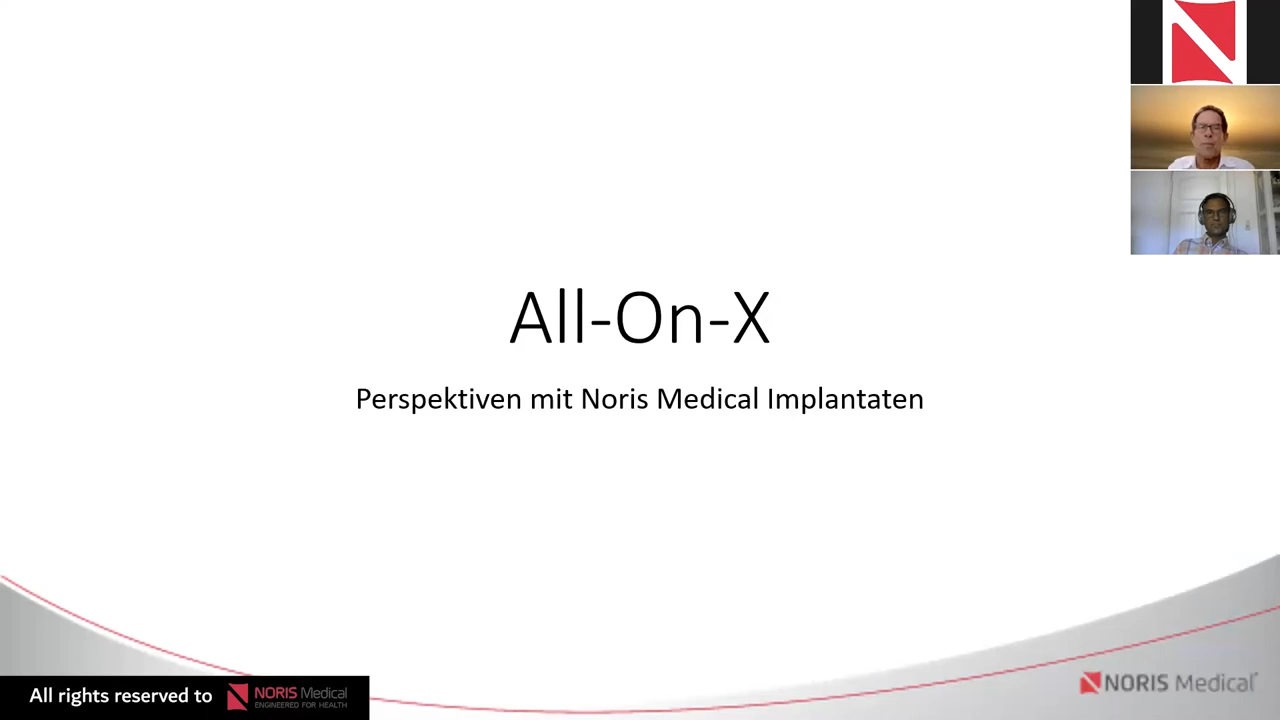 All-On-X
Perspektiven mit Noris Medical Implantaten
All rights reserved to NORIS Medical
ENGINEERED FOR HEALTH
NORIS Medical